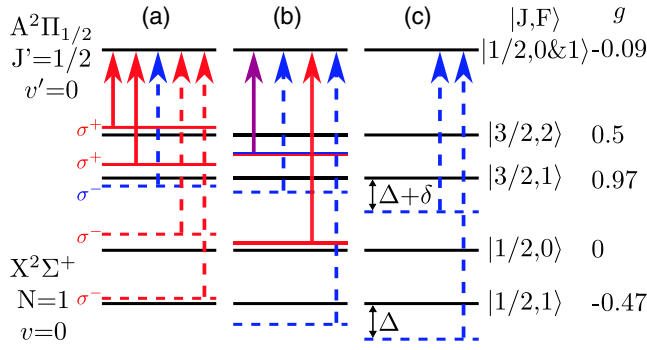 (a) (b) (c) |J,F⟩ g
A²Π₁/₂
J’=1/2
v′=0
|1/2,0&1⟩ -0.09
σ⁺
|3/2,2⟩ 0.5
σ⁺
|3/2,1⟩ 0.97
σ⁻
Δ+δ
σ⁻
|1/2,0⟩ 0
X²Σ⁺
N=1
σ⁻
|1/2,1⟩ -0.47
v=0
Δ